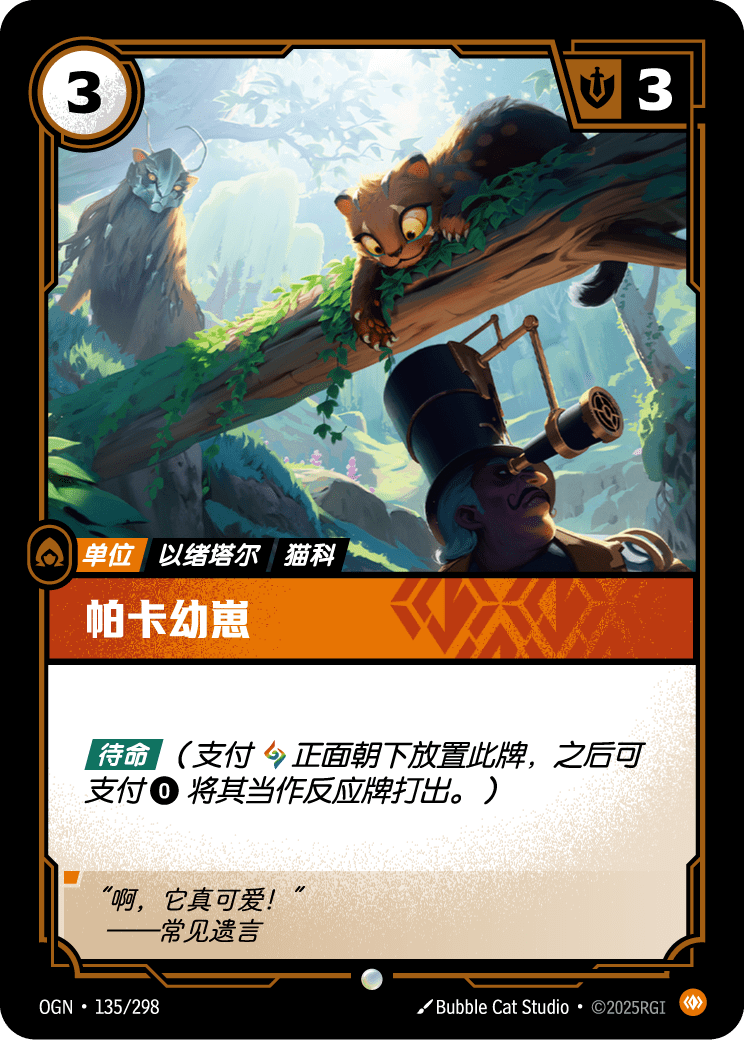 3
3
单位 以绪塔尔 猫科
帕卡幼崽
待命（支付 正面朝下放置此牌，之后可
支付 0 将其当作反应牌打出。）
“啊，它真可爱！”
——常见遗言
OGN • 135/298 Bubble Cat Studio • ©2025RGI